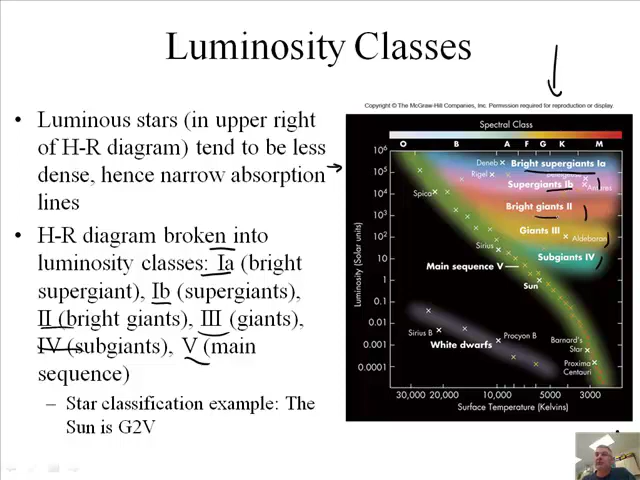 Luminosity Classes
• Luminous stars (in upper right
of H-R diagram) tend to be less
dense, hence narrow absorption
lines
• H-R diagram broken into
luminosity classes: Ia (bright
supergiant), Ib (supergiants),
II (bright giants), III (giants),
IV (subgiants), V (main
sequence)
– Star classification example: The
Sun is G2V
Copyright © The McGraw-Hill Companies, Inc. Permission required for reproduction or display.
Spectral Class
O B A F G K M
Luminosity (Solar units)
10⁶
10⁵
10⁴
10³
10²
10
1
0.1
0.01
0.001
0.0001
Deneb
Bright supergiants Ia
Rigel
Betelgeuse
Supergiants Ib
Antares
Spica
Bright giants II
Giants III
Aldebaran
Sirius
Subgiants IV
Main sequence V
Sun
Sirius B
Procyon B
White dwarfs
Barnard's
Star
Proxima
Centauri
30,000 20,000 10,000 5000 3000
Surface Temperature (Kelvins)